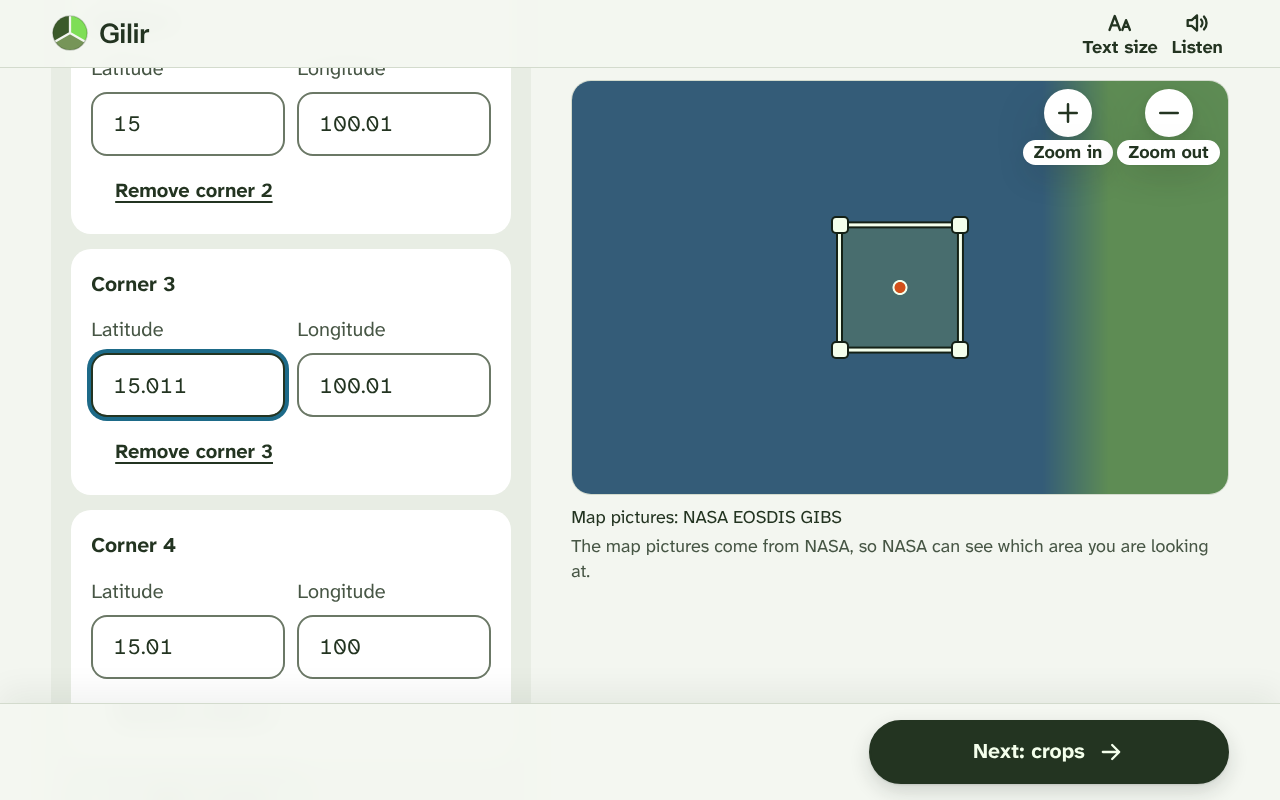 Gilir
Text size
Listen
Latitude
Longitude
15
100.01
Remove corner 2
Corner 3
Latitude
Longitude
15.011
100.01
Remove corner 3
Corner 4
Latitude
Longitude
15.01
100
Zoom in
Zoom out
Map pictures: NASA EOSDIS GIBS
The map pictures come from NASA, so NASA can see which area you are looking
at.
Next: crops